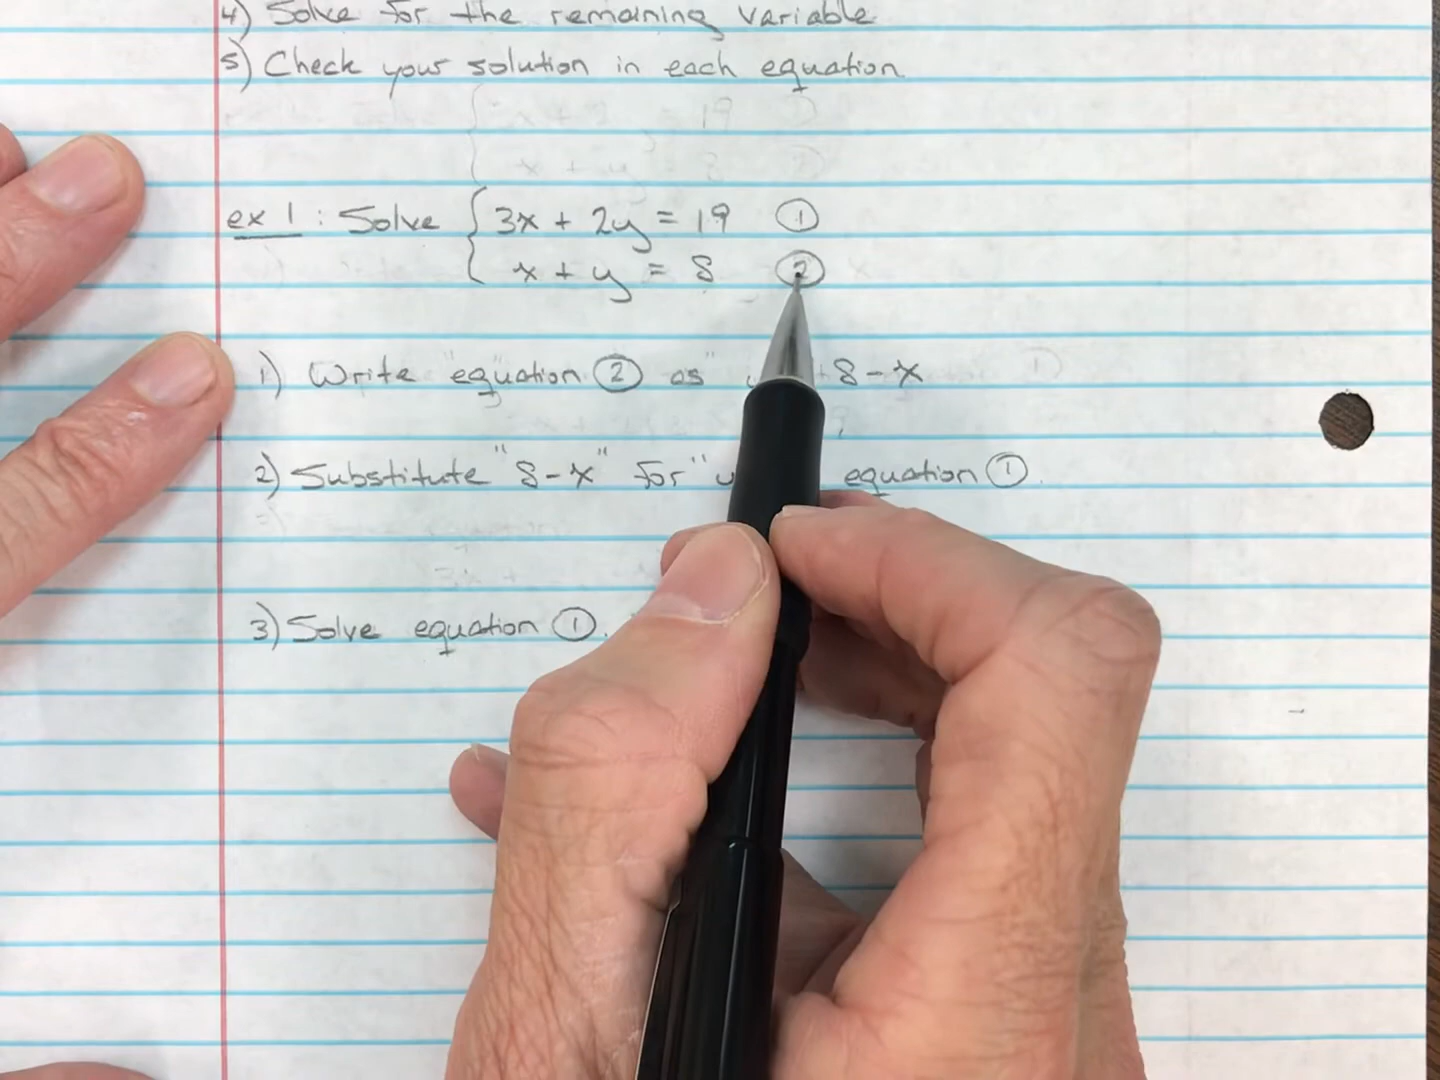 4) Solve for the remaining variable
5) Check your solution in each equation.
ex 1 : Solve { 3x + 2y = 19 ①
x + y = 8 ②
1) Write "equation ②" as " 8 - x
2) Substitute "8 - x" for " equation ①.
3) Solve equation ①.